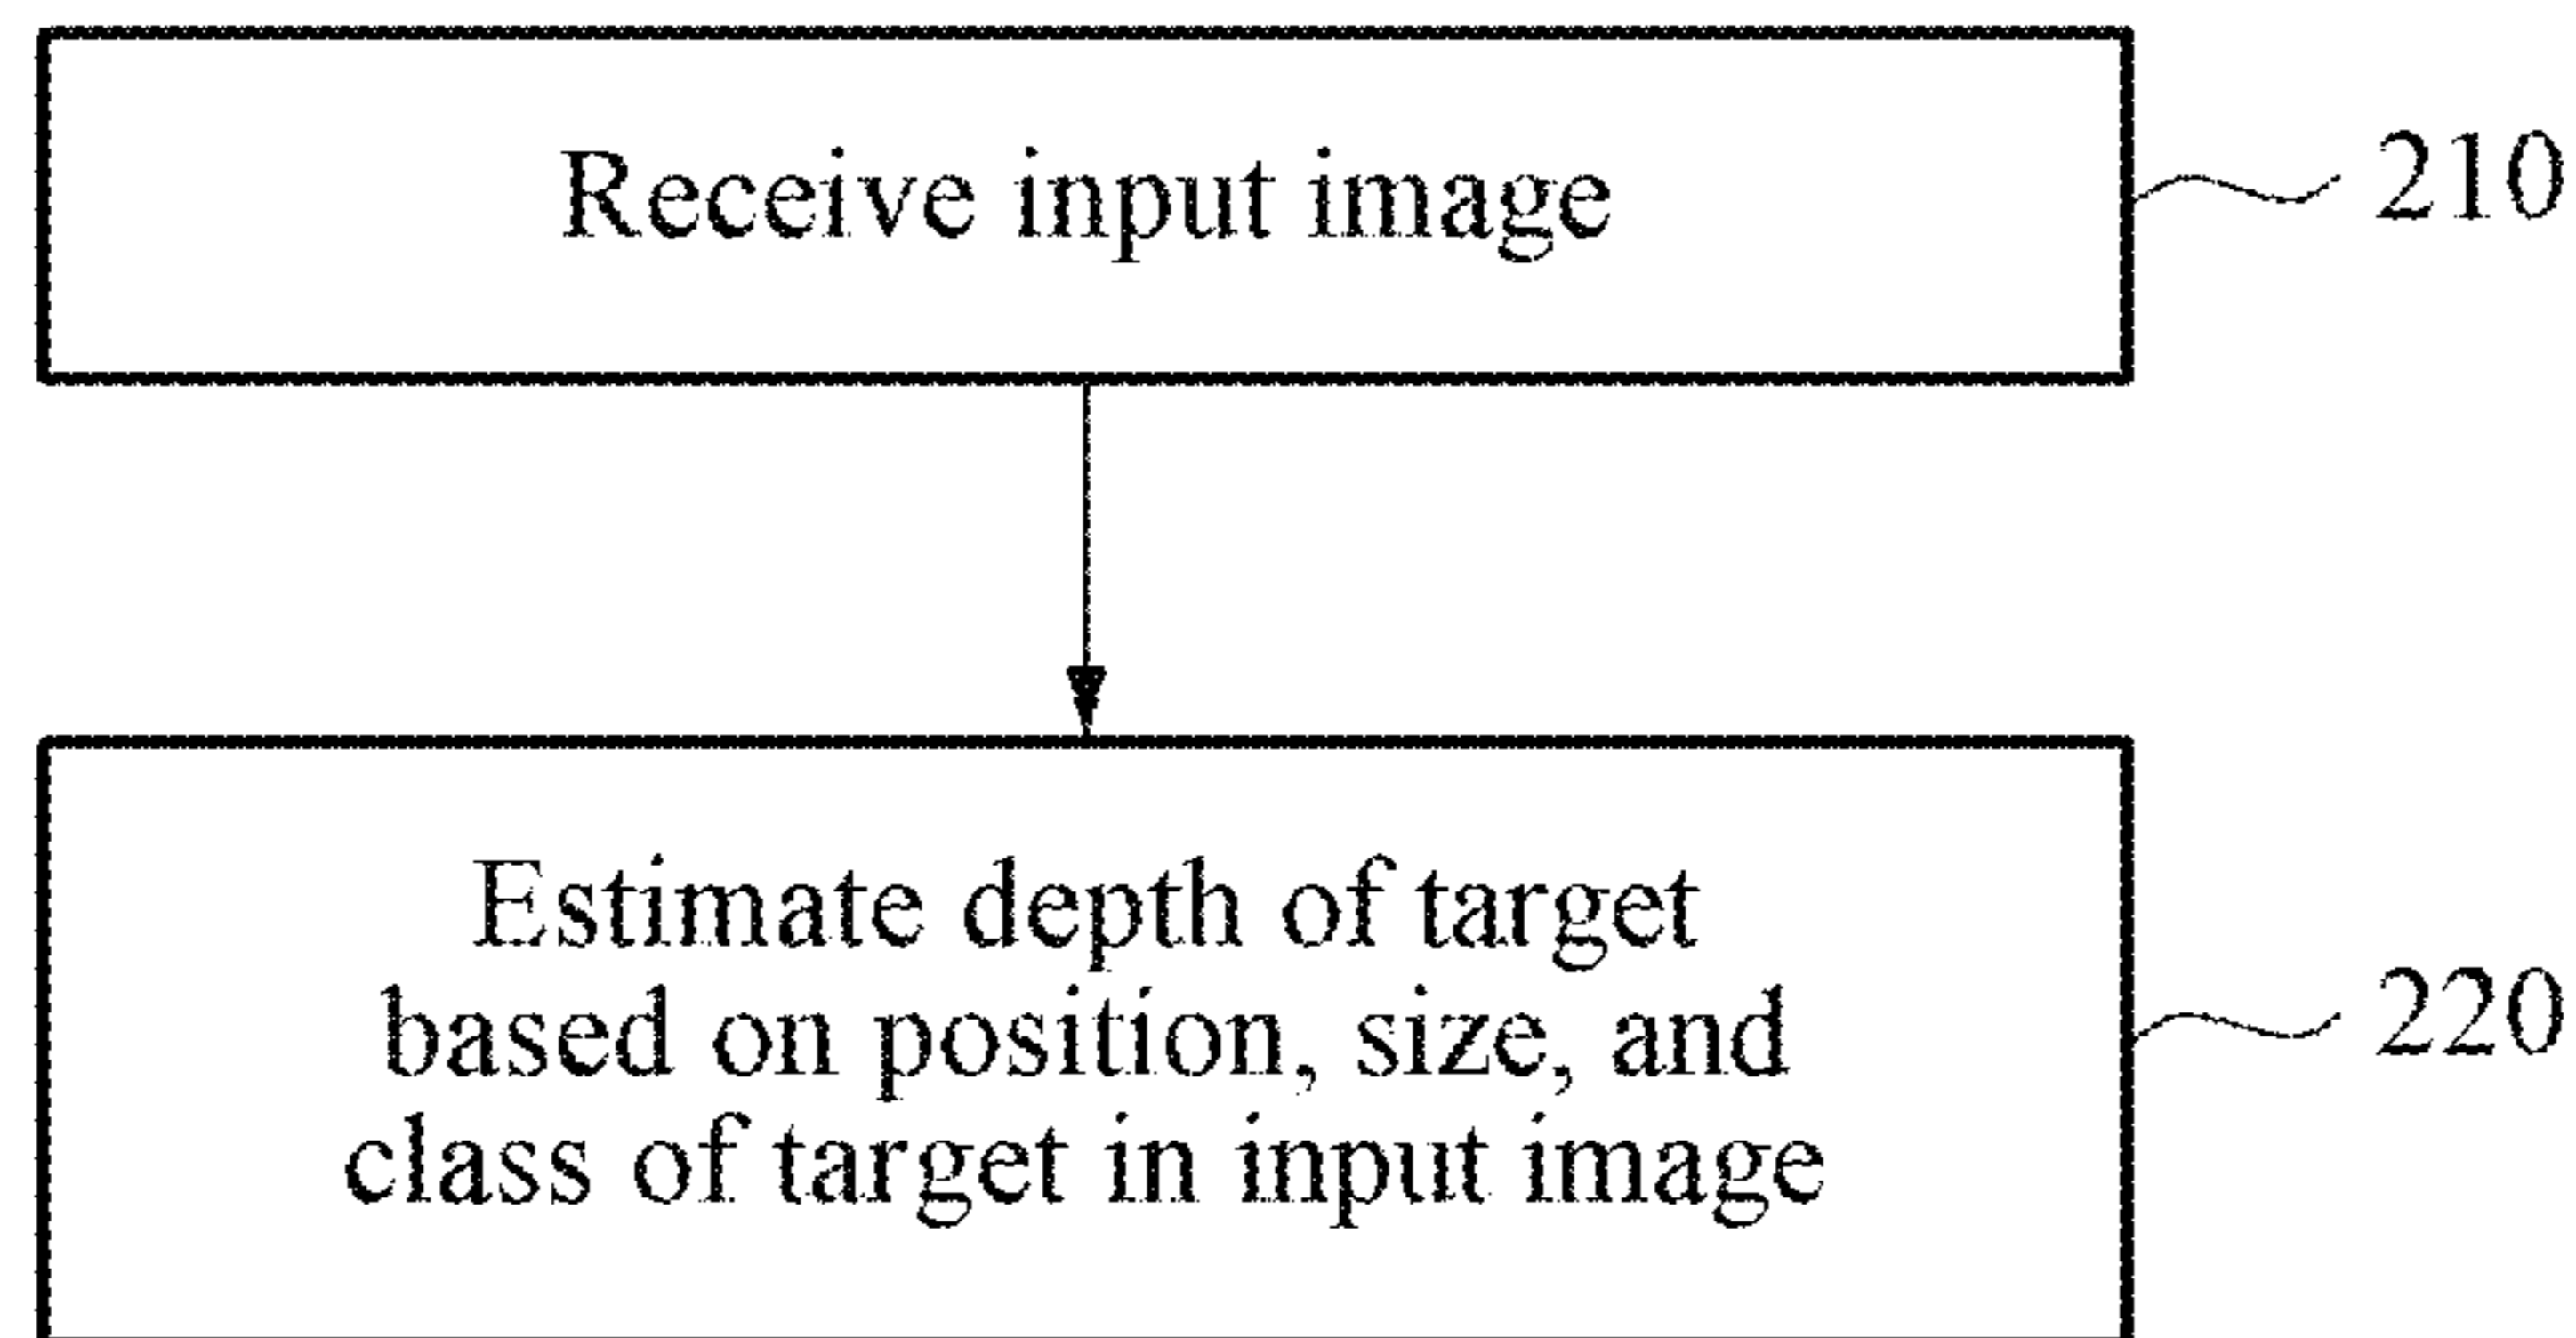 Receive input image
210
Estimate depth of target
based on position, size, and
class of target in input image
220